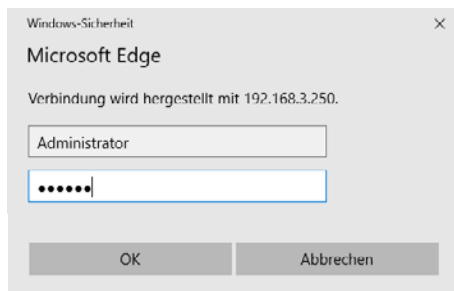 Windows-Sicherheit
Microsoft Edge
Verbindung wird hergestellt mit 192.168.3.250.
Administrator
••••••
OK Abbrechen